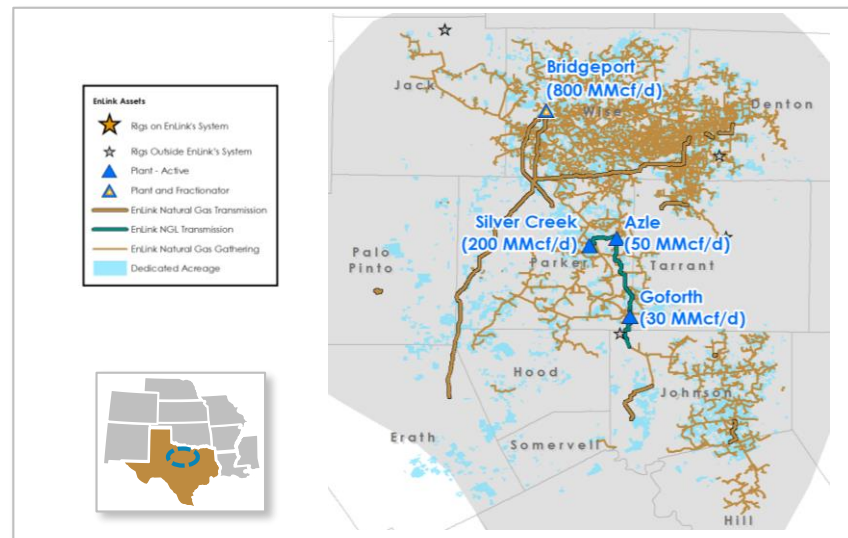 EnLink Assets
Rigs on EnLink's System
Rigs Outside EnLink's System
Plant - Active
Plant and Fractionator
EnLink Natural Gas Transmission
EnLink NGL Transmission
EnLink Natural Gas Gathering
Dedicated Acreage
Bridgeport
(800 MMcf/d)
Jack
Wise
Denton
Silver Creek
(200 MMcf/d)
Azle
(50 MMcf/d)
Palo
Pinto
Parker
Tarrant
Goforth
(30 MMcf/d)
Hood
Johnson
Erath
Somervell
Hill